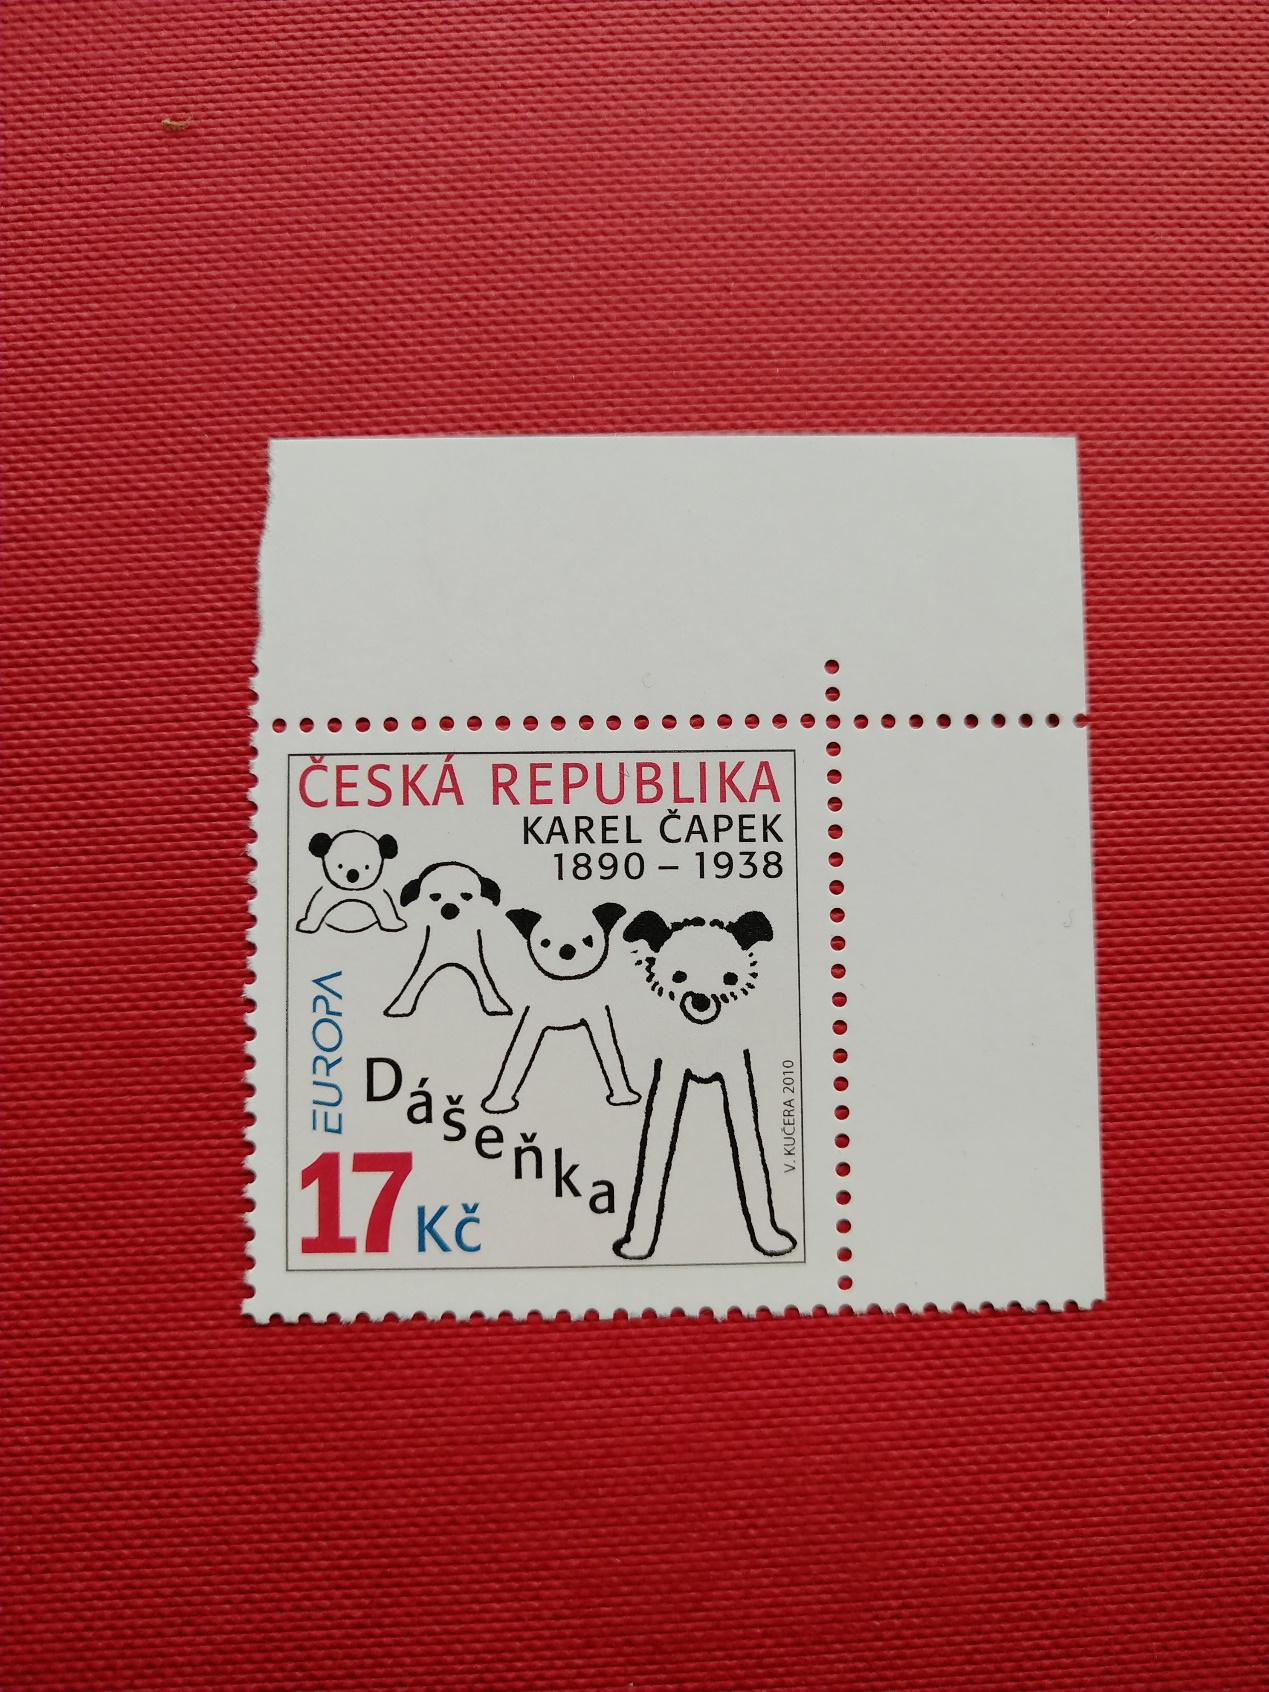 ČESKÁ REPUBLIKA
KAREL ČAPEK
1890 – 1938
EUROPA
Dášeňka
17 Kč
V. KUČERA 2010